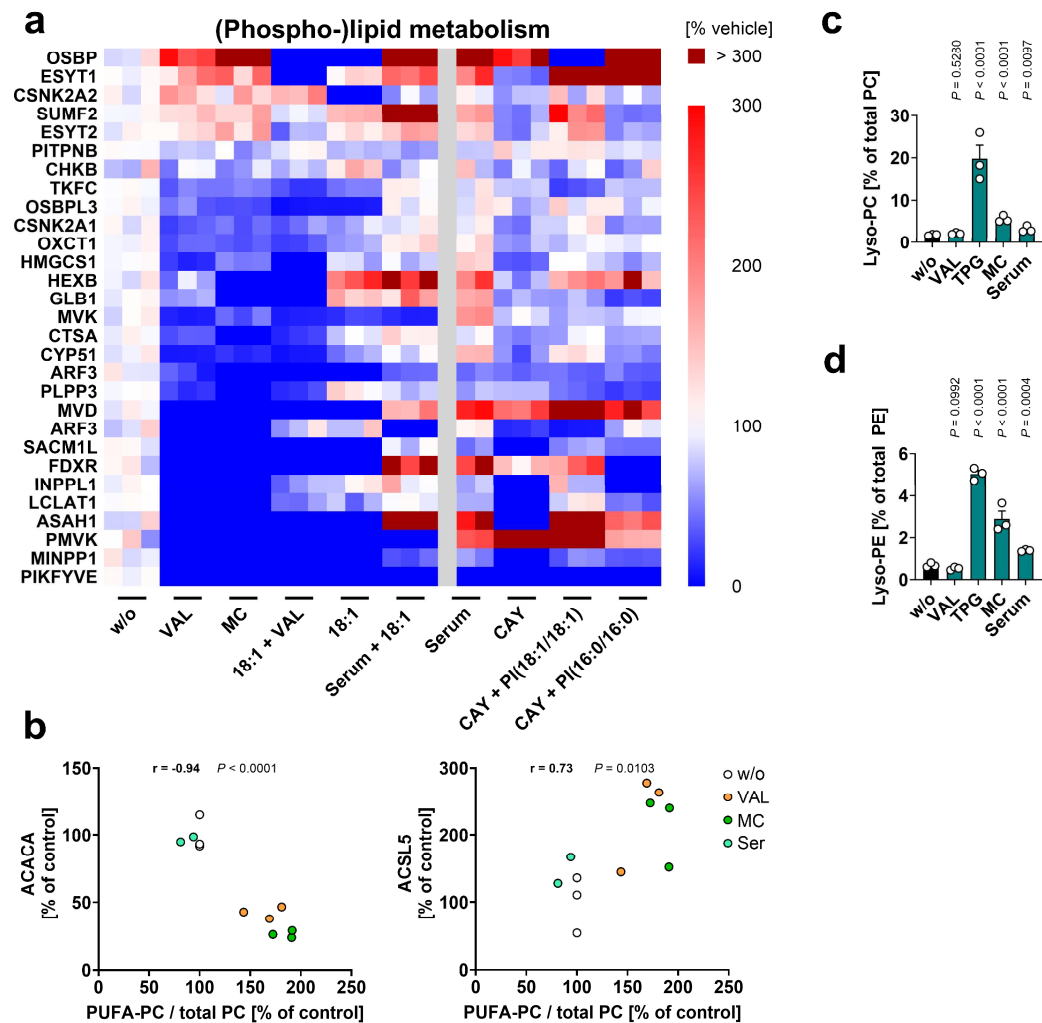 a
(Phospho-)lipid metabolism
[% vehicle]
> 300
300
200
100
0
OSBP
ESYT1
CSNK2A2
SUMF2
ESYT2
PITPNB
CHKB
TKFC
OSBPL3
CSNK2A1
OXCT1
HMGCS1
HEXB
GLB1
MVK
CTSA
CYP51
ARF3
PLPP3
MVD
ARF3
SACM1L
FDXR
INPPL1
LCLAT1
ASAH1
PMVK
MINPP1
PIKFYVE
w/o
VAL
MC
18:1 + VAL
18:1
Serum + 18:1
Serum
CAY
CAY + PI(18:1/18:1)
CAY + PI(16:0/16:0)
b
r = -0.94 P < 0.0001
150
100
50
0
ACACA
[% of control]
0 50 100 150 200 250
PUFA-PC / total PC [% of control]
r = 0.73 P = 0.0103
300
200
100
0
ACSL5
[% of control]
0 50 100 150 200 250
PUFA-PC / total PC [% of control]
w/o
VAL
MC
Ser
c
P = 0.5280
P < 0.0001
P < 0.0001
P = 0.0097
30
20
10
0
Lyso-PC [% of total PC]
w/o
VAL
TPG
MC
Serum
d
P = 0.0992
P < 0.0001
P < 0.0001
P = 0.0004
6
4
2
0
Lyso-PE [% of total PE]
w/o
VAL
TPG
MC
Serum